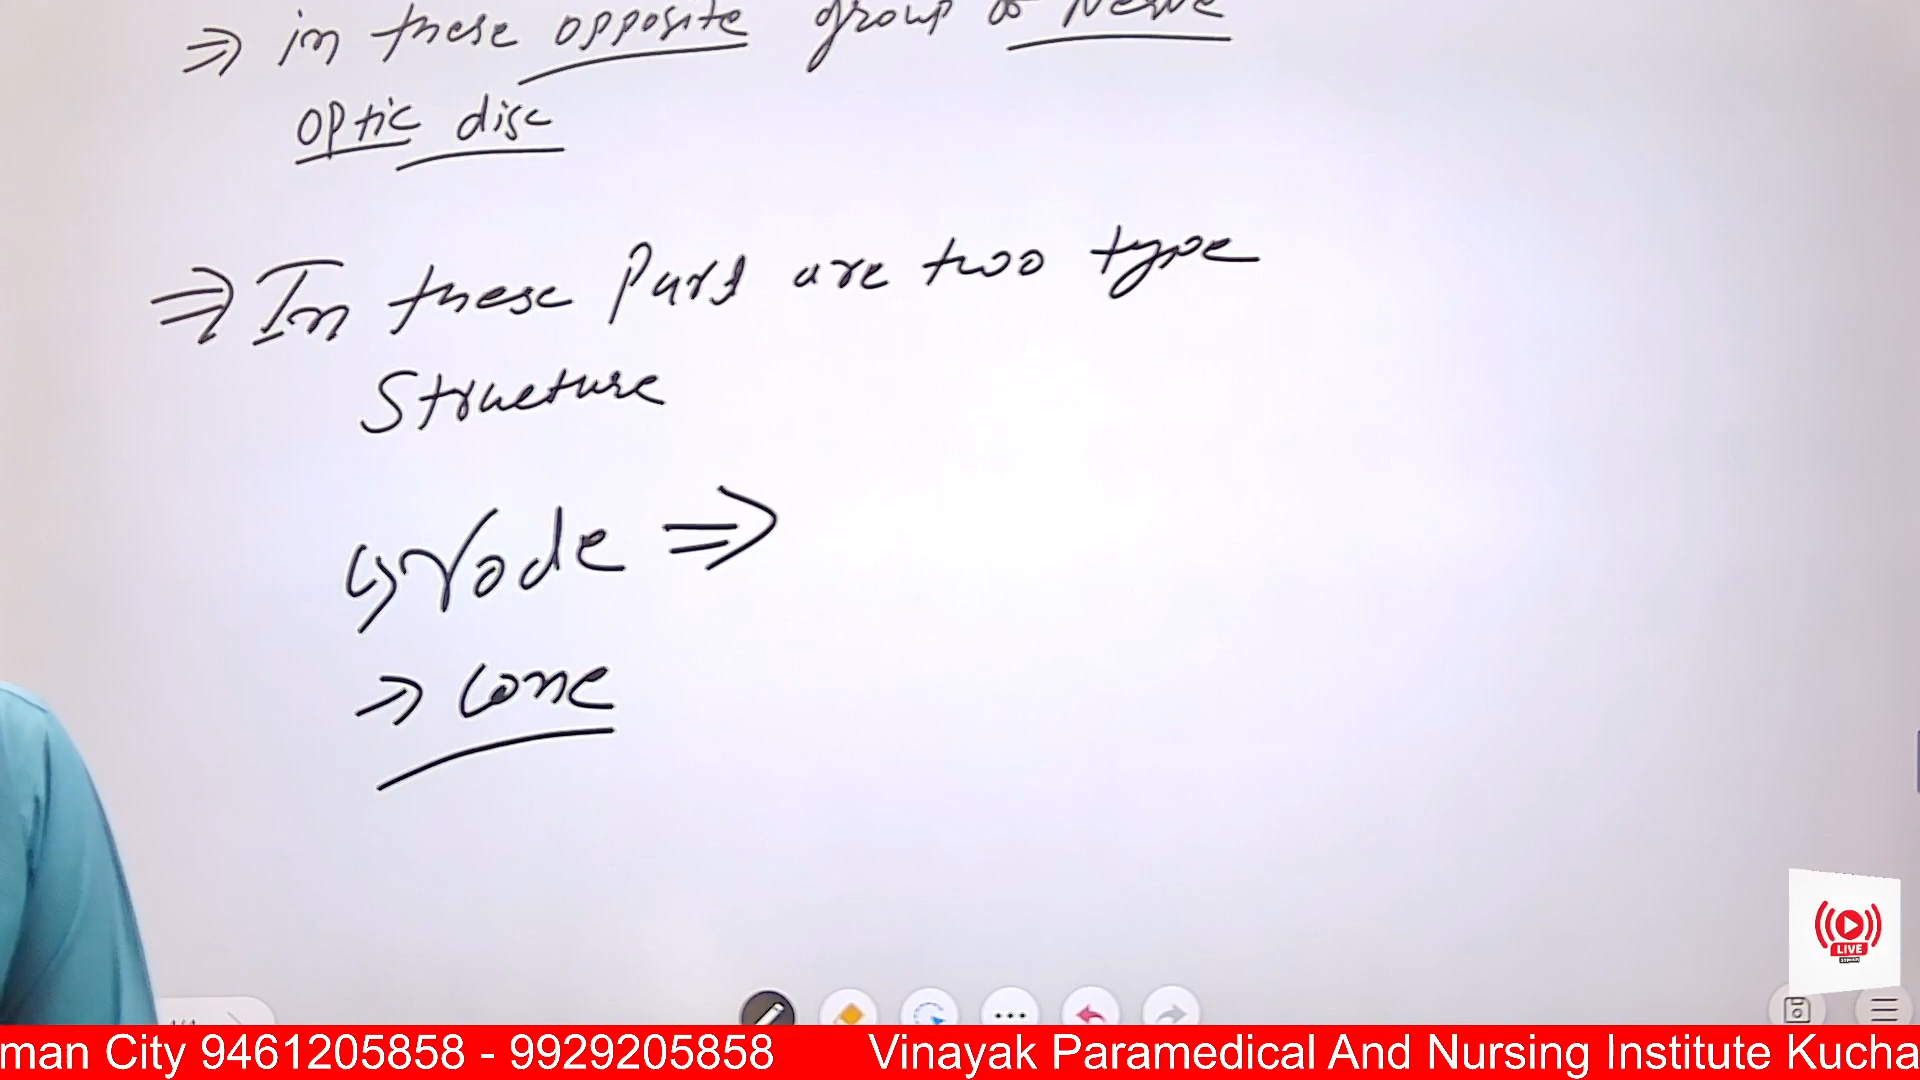 ⇒ in these opposite group of Nerve
optic disc
⇒ In these Part are two type
Structure
↳ rode ⇒
→ cone
LIVE
man City 9461205858 - 9929205858 Vinayak Paramedical And Nursing Institute Kucha